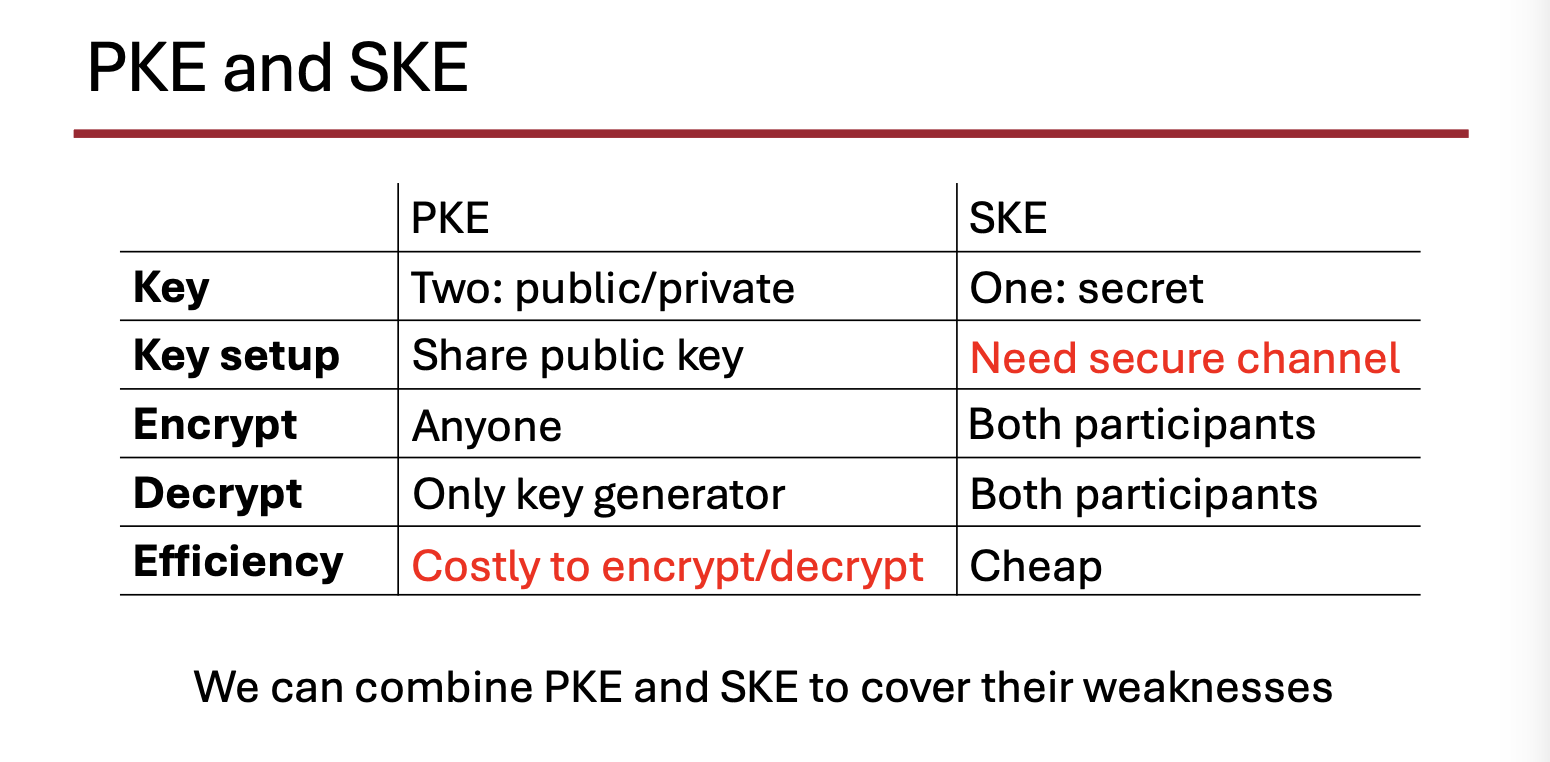 PKE and SKE
PKE SKE
Key Two: public/private One: secret
Key setup Share public key Need secure channel
Encrypt Anyone Both participants
Decrypt Only key generator Both participants
Efficiency Costly to encrypt/decrypt Cheap
We can combine PKE and SKE to cover their weaknesses